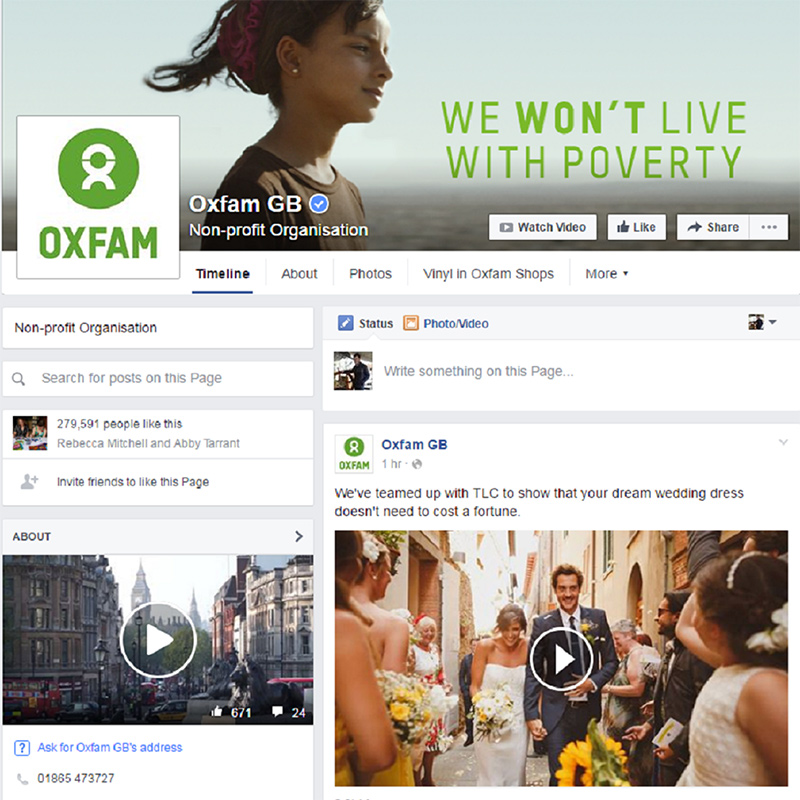 WE WON'T LIVE
WITH POVERTY
OXFAM
Oxfam GB
Non-profit Organisation
Watch Video
Like
Share
Timeline
About
Photos
Vinyl in Oxfam Shops
More
Non-profit Organisation
Search for posts on this Page
279,591 people like this
Rebecca Mitchell and Abby Tarrant
Invite friends to like this Page
ABOUT
671
24
? Ask for Oxfam GB's address
01865 473727
Status
Photo/Video
Write something on this Page...
OXFAM
Oxfam GB
1 hr ·
We've teamed up with TLC to show that your dream wedding dress
doesn't need to cost a fortune.